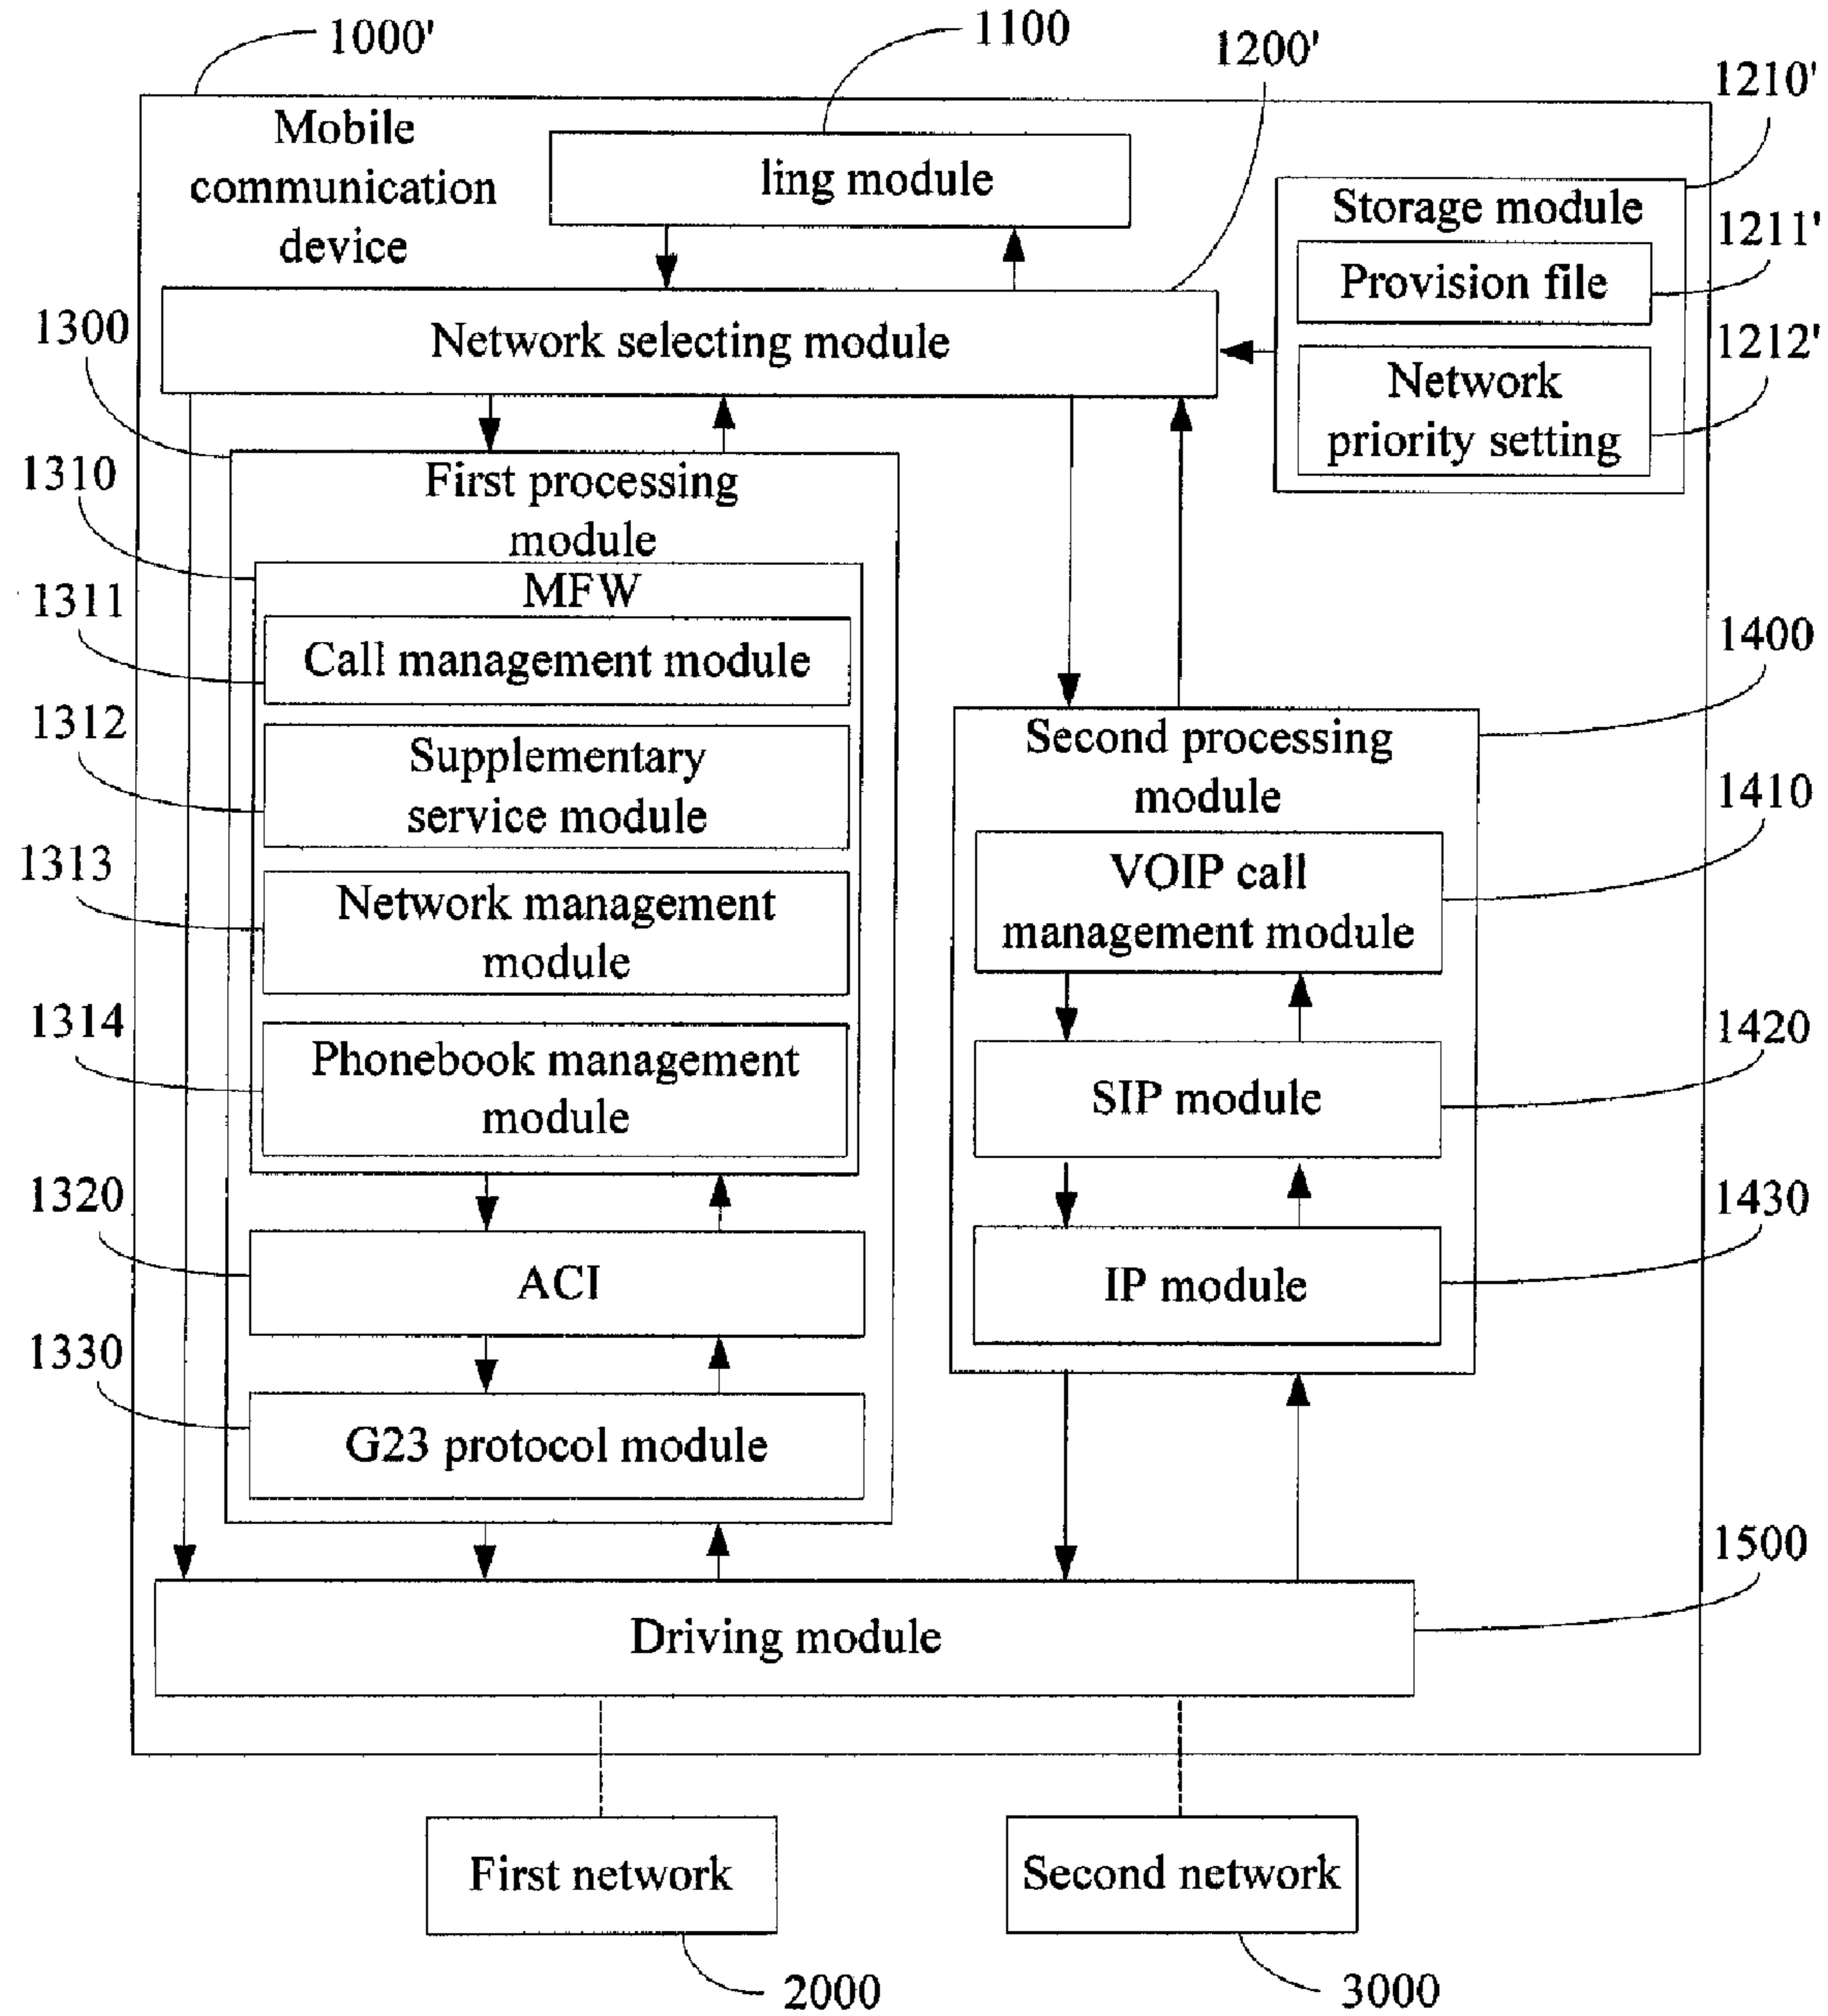 1000'
1100
1200'
1210'
Mobile
communication
device
ling module
Storage module
1211'
Provision file
1300
Network selecting module
1212'
Network
priority setting
1310
First processing
module
MFW
1311
Call management module
1400
1312
Supplementary
service module
Second processing
module
1410
1313
Network management
module
VOIP call
management module
1314
Phonebook management
module
1420
SIP module
1320
ACI
1430
IP module
1330
G23 protocol module
1500
Driving module
First network
Second network
2000
3000